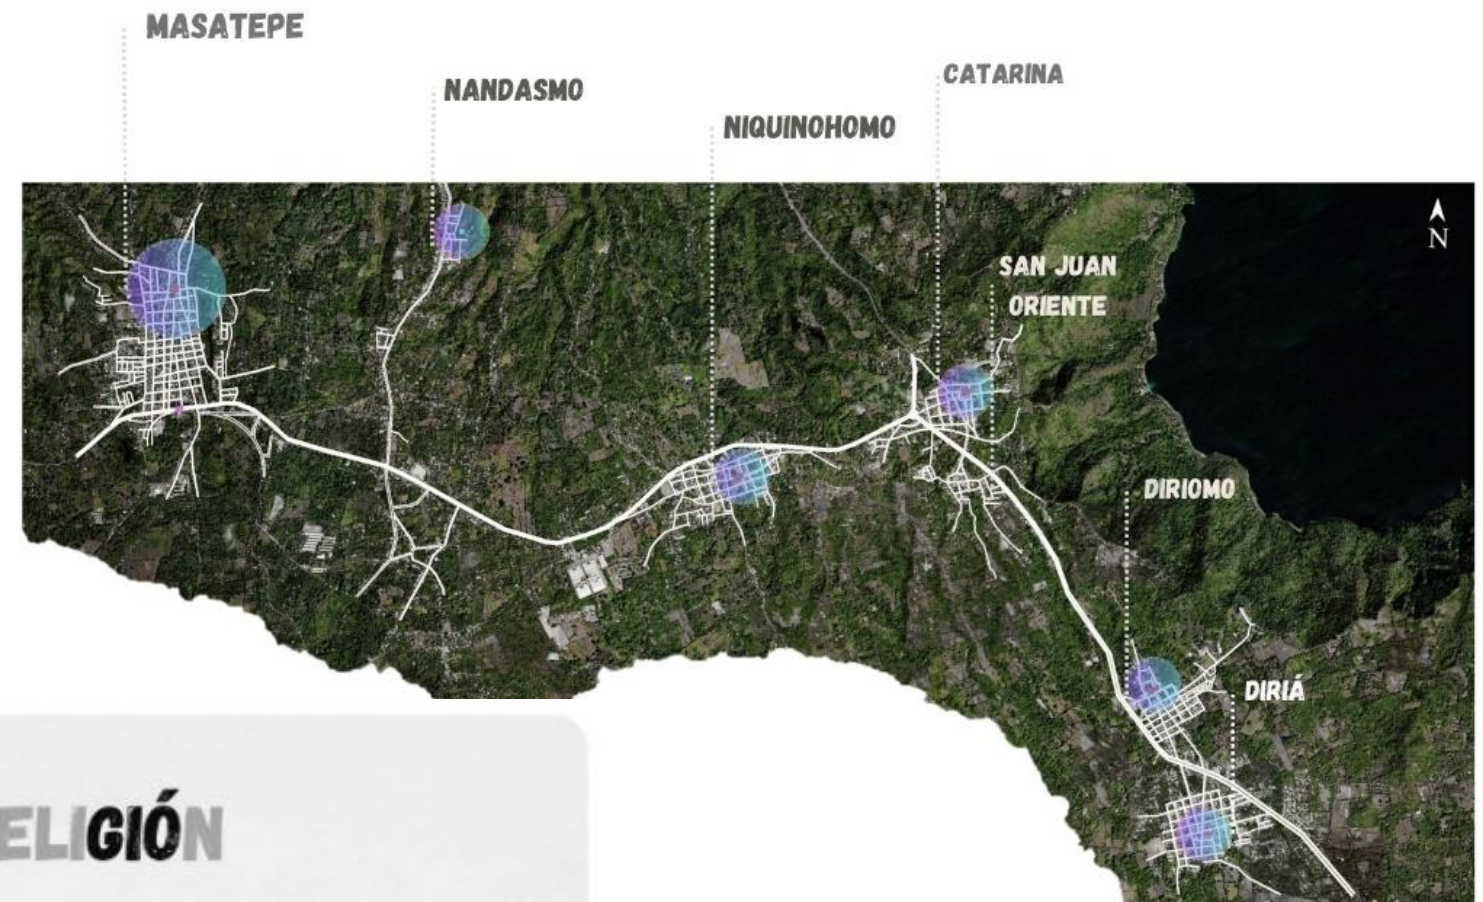 MASATEPE
NANDASMO
CATARINA
NIQUINOHOMO
N
SAN JUAN
ORIENTE
DIRIOMO
DIRIÁ
ELIGIÓN